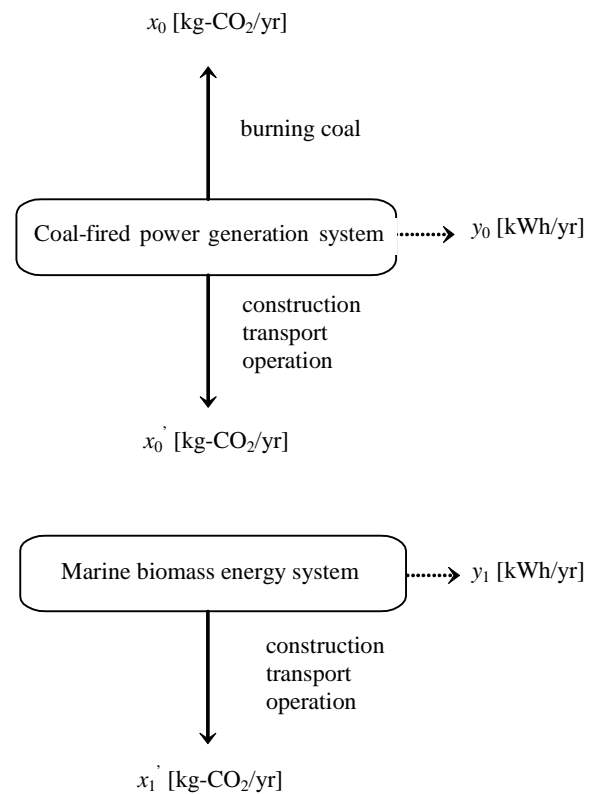 x₀ [kg-CO₂/yr]
burning coal
Coal-fired power generation system
y₀ [kWh/yr]
construction
transport
operation
x₀’ [kg-CO₂/yr]
Marine biomass energy system
y₁ [kWh/yr]
construction
transport
operation
x₁’ [kg-CO₂/yr]